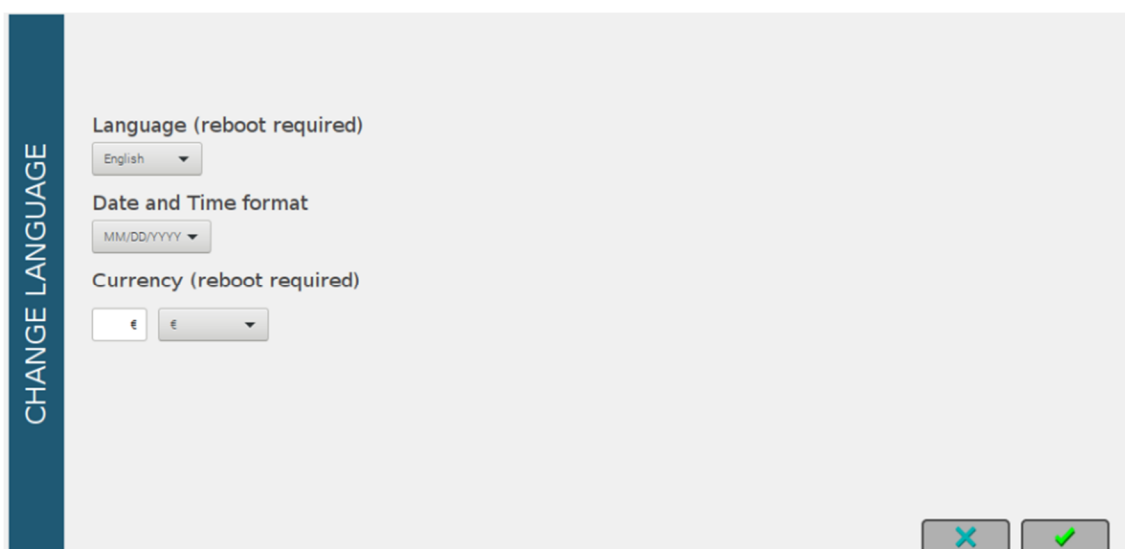 CHANGE LANGUAGE
Language (reboot required)
English
Date and Time format
MM/DD/YYYY
Currency (reboot required)
€ €